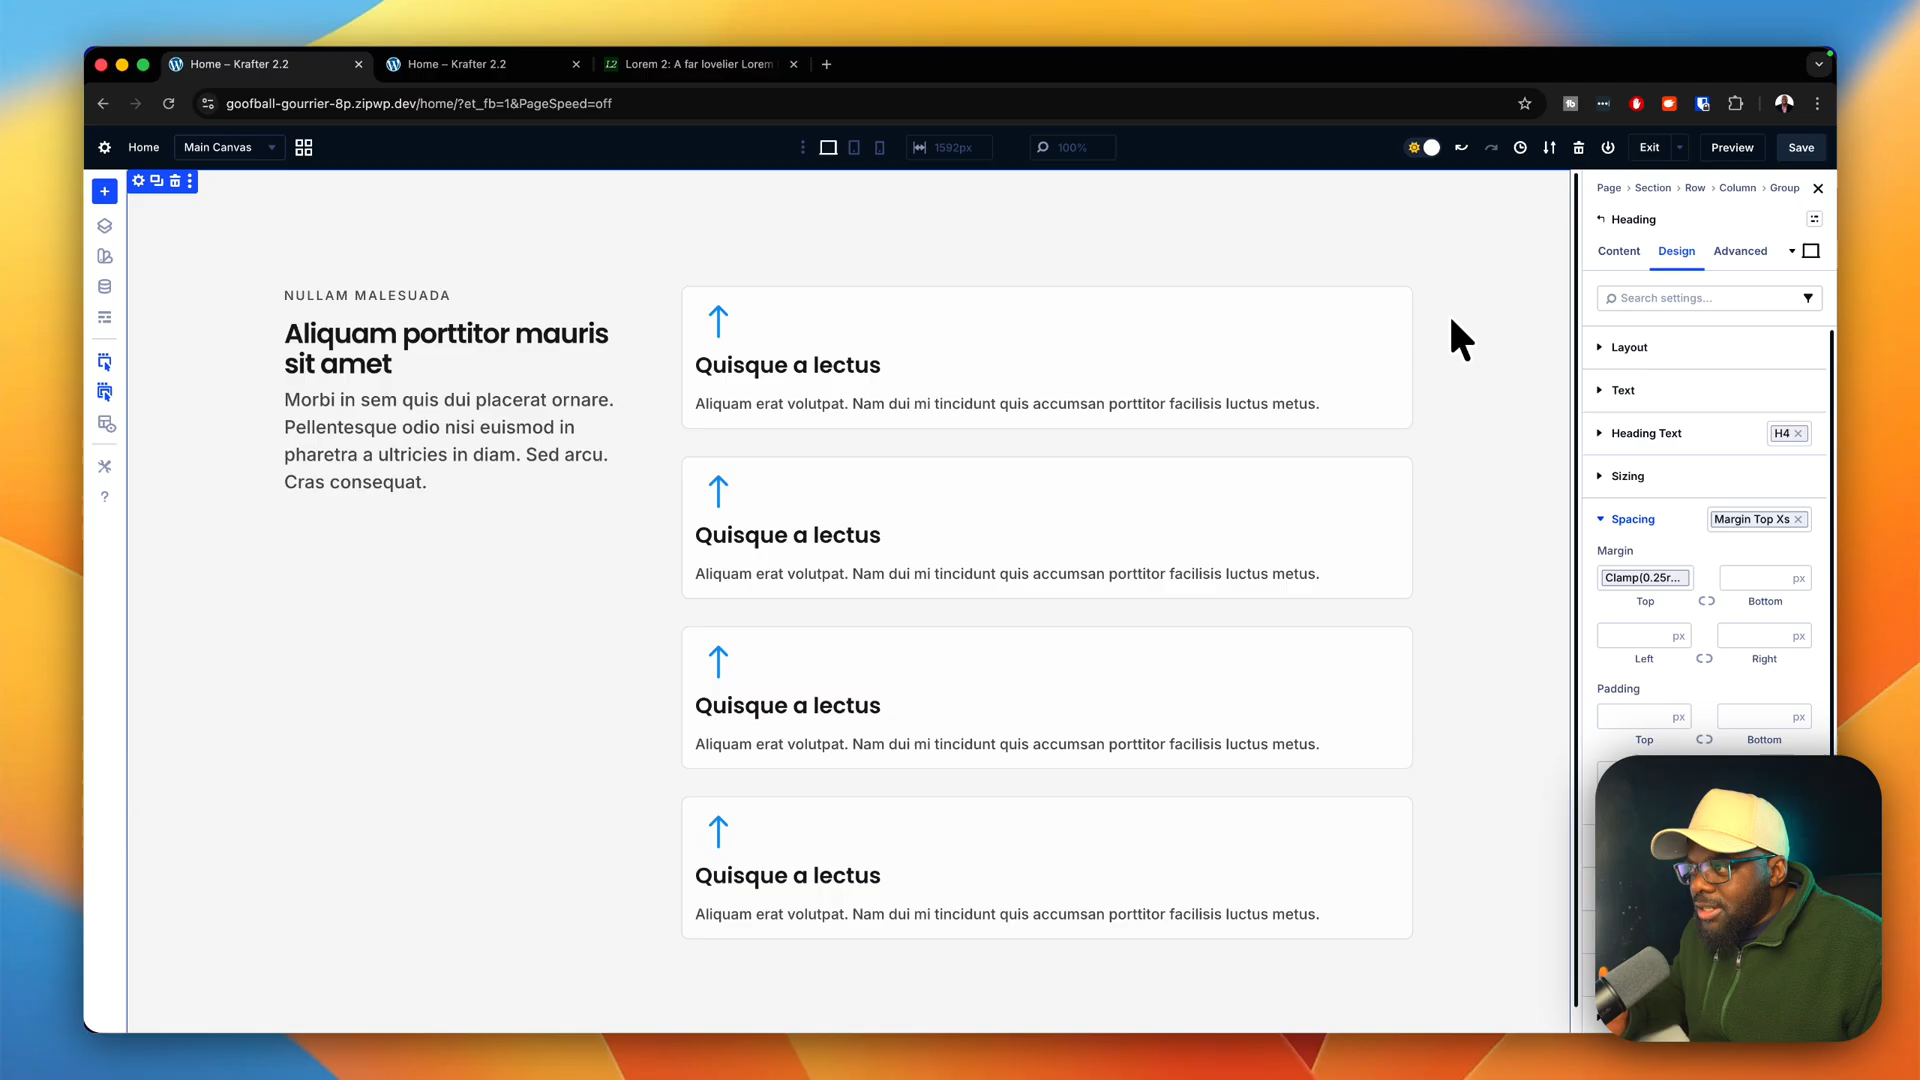 Home – Krafter 2.2
Home – Krafter 2.2
L2 Lorem 2: A far lovelier Lorem
goofball-gourrier-8p.zipwp.dev/home/?et_fb=1&PageSpeed=off
Home
Main Canvas
1592px
100%
Exit
Preview
Save
Page > Section > Row > Column > Group
Heading
Content
Design
Advanced
Search settings...
Layout
Text
Heading Text
H4
Sizing
Spacing
Margin Top Xs
Margin
Clamp(0.25r...
px
Top
Bottom
px
px
Left
Right
Padding
px
px
Top
Bottom
NULLAM MALESUADA
Aliquam porttitor mauris
sit amet
Morbi in sem quis dui placerat ornare.
Pellentesque odio nisi euismod in
pharetra a ultricies in diam. Sed arcu.
Cras consequat.
Quisque a lectus
Aliquam erat volutpat. Nam dui mi tincidunt quis accumsan porttitor facilisis luctus metus.
Quisque a lectus
Aliquam erat volutpat. Nam dui mi tincidunt quis accumsan porttitor facilisis luctus metus.
Quisque a lectus
Aliquam erat volutpat. Nam dui mi tincidunt quis accumsan porttitor facilisis luctus metus.
Quisque a lectus
Aliquam erat volutpat. Nam dui mi tincidunt quis accumsan porttitor facilisis luctus metus.